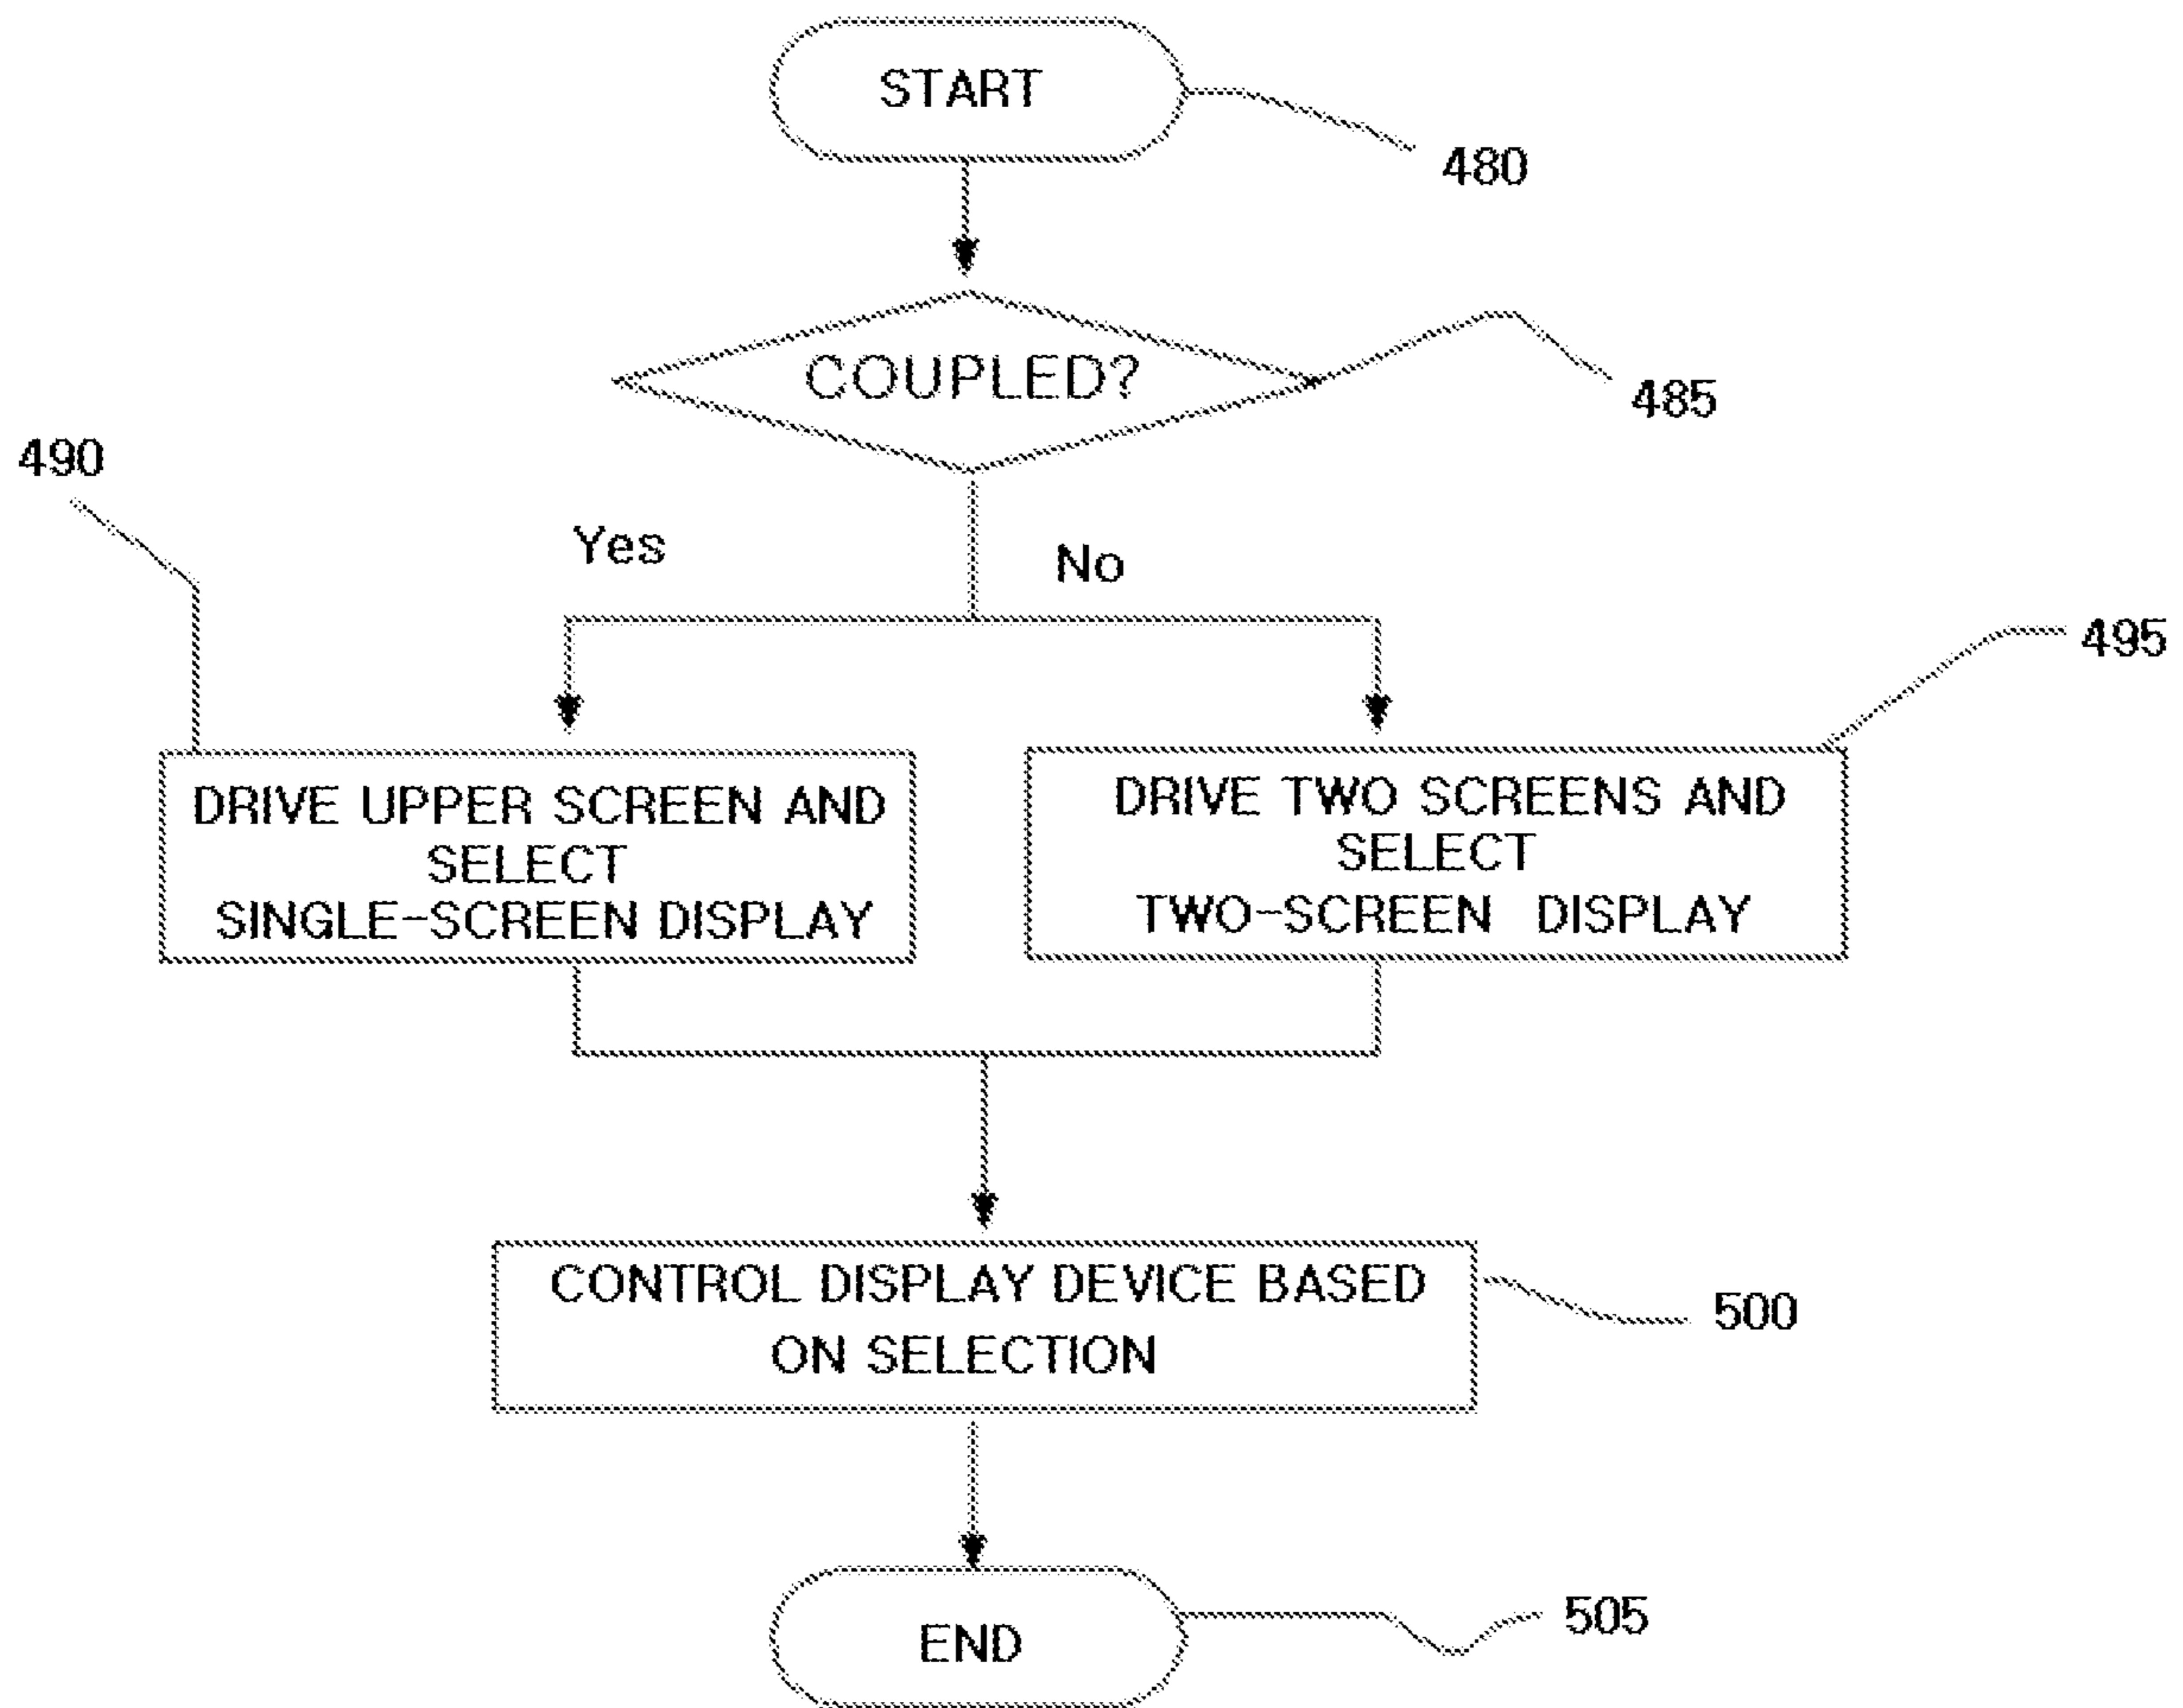 START
480
COUPLED?
485
490
Yes
No
495
DRIVE UPPER SCREEN AND
SELECT
SINGLE-SCREEN DISPLAY
DRIVE TWO SCREENS AND
SELECT
TWO-SCREEN DISPLAY
CONTROL DISPLAY DEVICE BASED
ON SELECTION
500
END
505